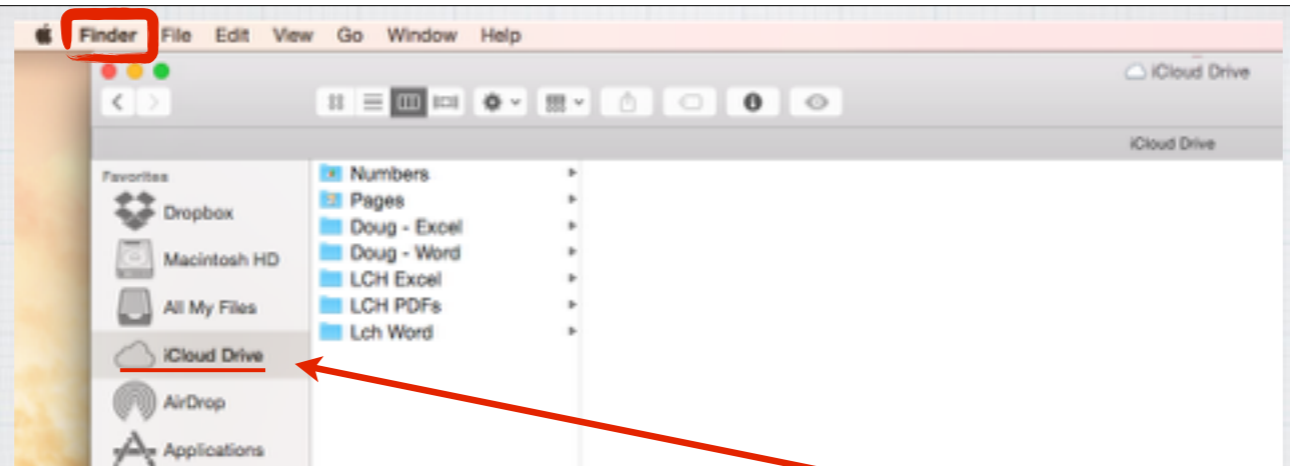 Finder File Edit View Go Window Help
iCloud Drive
iCloud Drive
Favorites
Dropbox
Macintosh HD
All My Files
iCloud Drive
AirDrop
Applications
Numbers
Pages
Doug - Excel
Doug - Word
LCH Excel
LCH PDFs
Lch Word